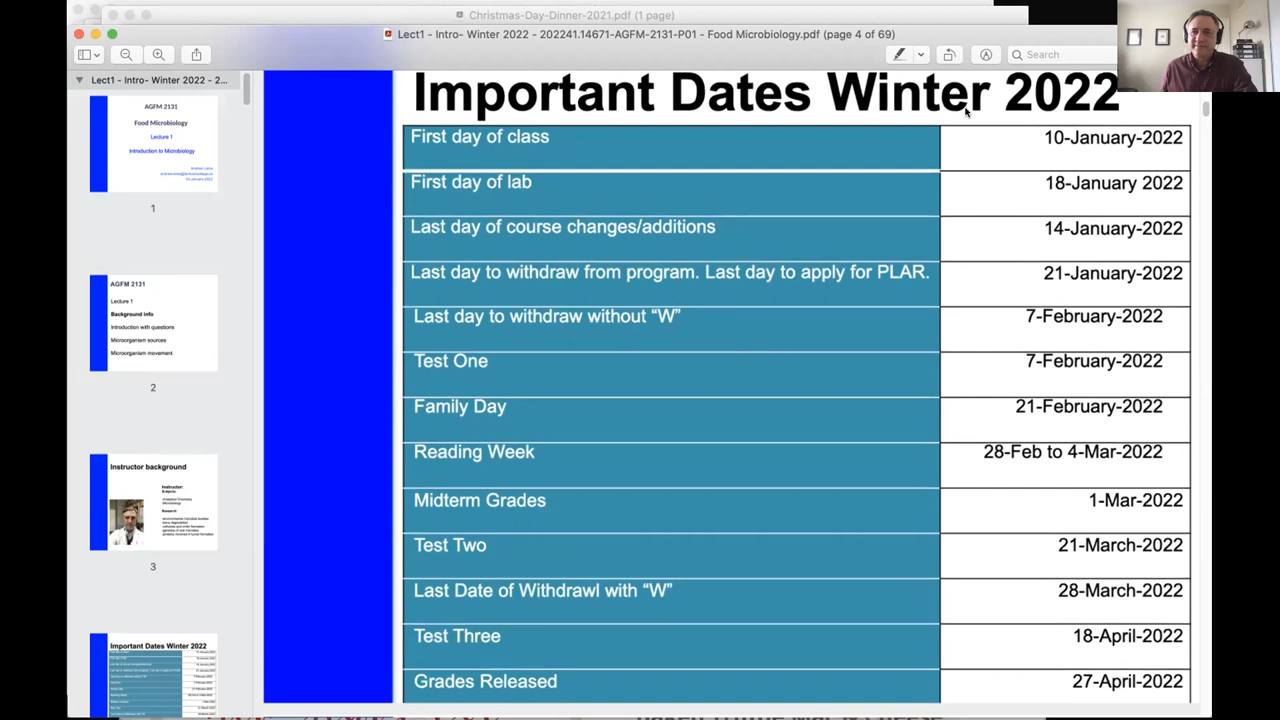 Christmas-Day-Dinner-2021.pdf (1 page)
Lect1 - Intro- Winter 2022 - 202241.14671-AGFM-2131-P01 - Food Microbiology.pdf (page 4 of 69)
Search
Lect1 - Intro- Winter 2022 - 2...
AGFM 2131
Food Microbiology
Lecture 1
Introduction to Microbiology
1
AGFM 2131
Lecture 1
Background info
Introduction with questions
Microorganism sources
Microorganism movement
2
Instructor background
Instructor:
3
Important Dates Winter 2022
Important Dates Winter 2022
First day of class 10-January-2022
First day of lab 18-January 2022
Last day of course changes/additions 14-January-2022
Last day to withdraw from program. Last day to apply for PLAR. 21-January-2022
Last day to withdraw without “W” 7-February-2022
Test One 7-February-2022
Family Day 21-February-2022
Reading Week 28-Feb to 4-Mar-2022
Midterm Grades 1-Mar-2022
Test Two 21-March-2022
Last Date of Withdrawl with “W” 28-March-2022
Test Three 18-April-2022
Grades Released 27-April-2022